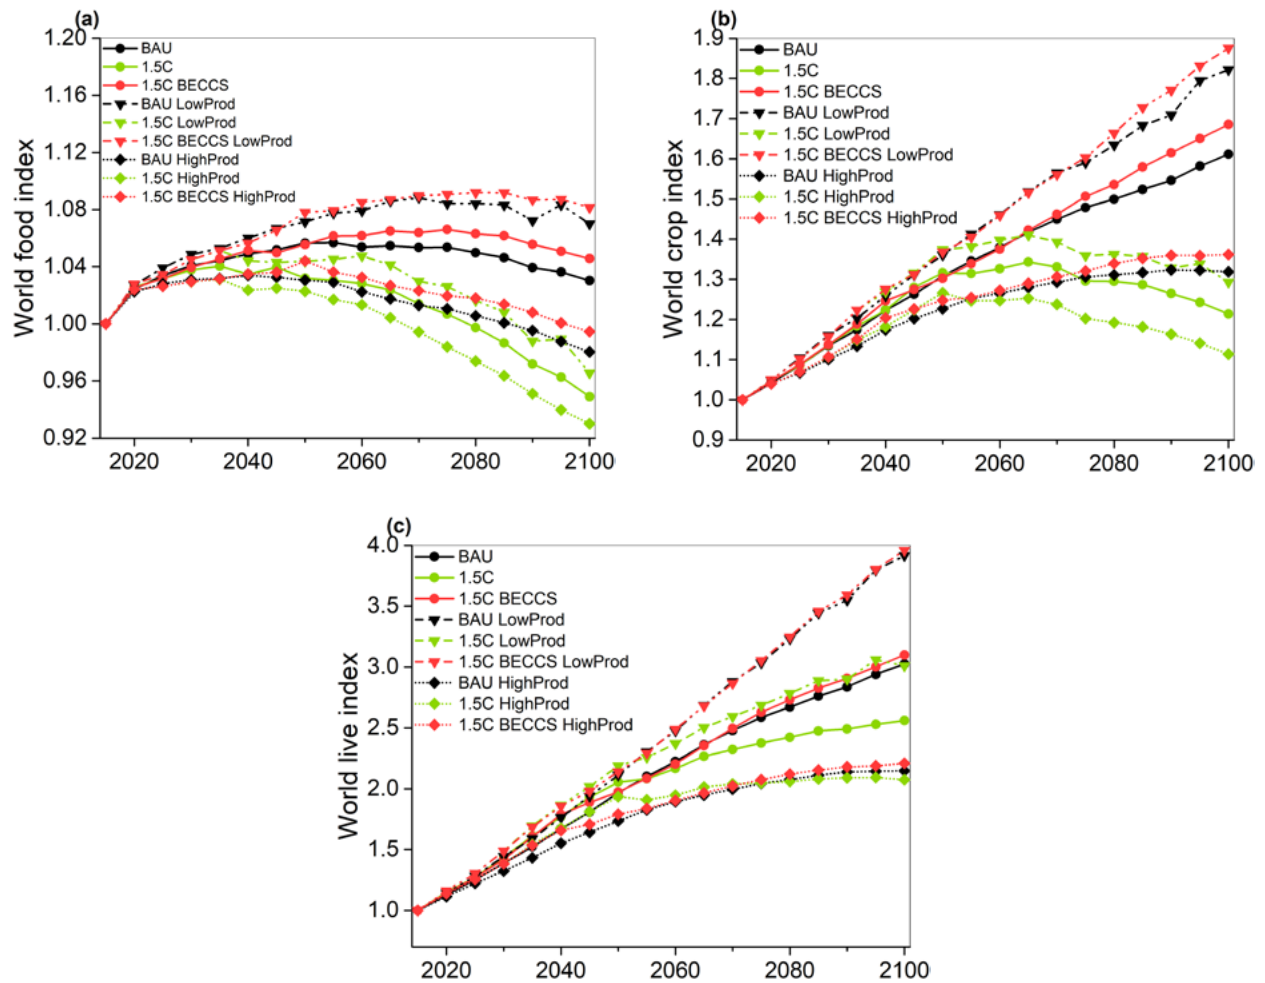 (a)
1.20
1.16
1.12
1.08
1.04
1.00
0.96
0.92
World food index
BAU
1.5C
1.5C BECCS
BAU LowProd
1.5C LowProd
1.5C BECCS LowProd
BAU HighProd
1.5C HighProd
1.5C BECCS HighProd
2020 2040 2060 2080 2100
(b)
1.9
1.8
1.7
1.6
1.5
1.4
1.3
1.2
1.1
1.0
0.9
World crop index
BAU
1.5C
1.5C BECCS
BAU LowProd
1.5C LowProd
1.5C BECCS LowProd
BAU HighProd
1.5C HighProd
1.5C BECCS HighProd
2020 2040 2060 2080 2100
(c)
4.0
3.5
3.0
2.5
2.0
1.5
1.0
World live index
BAU
1.5C
1.5C BECCS
BAU LowProd
1.5C LowProd
1.5C BECCS LowProd
BAU HighProd
1.5C HighProd
1.5C BECCS HighProd
2020 2040 2060 2080 2100